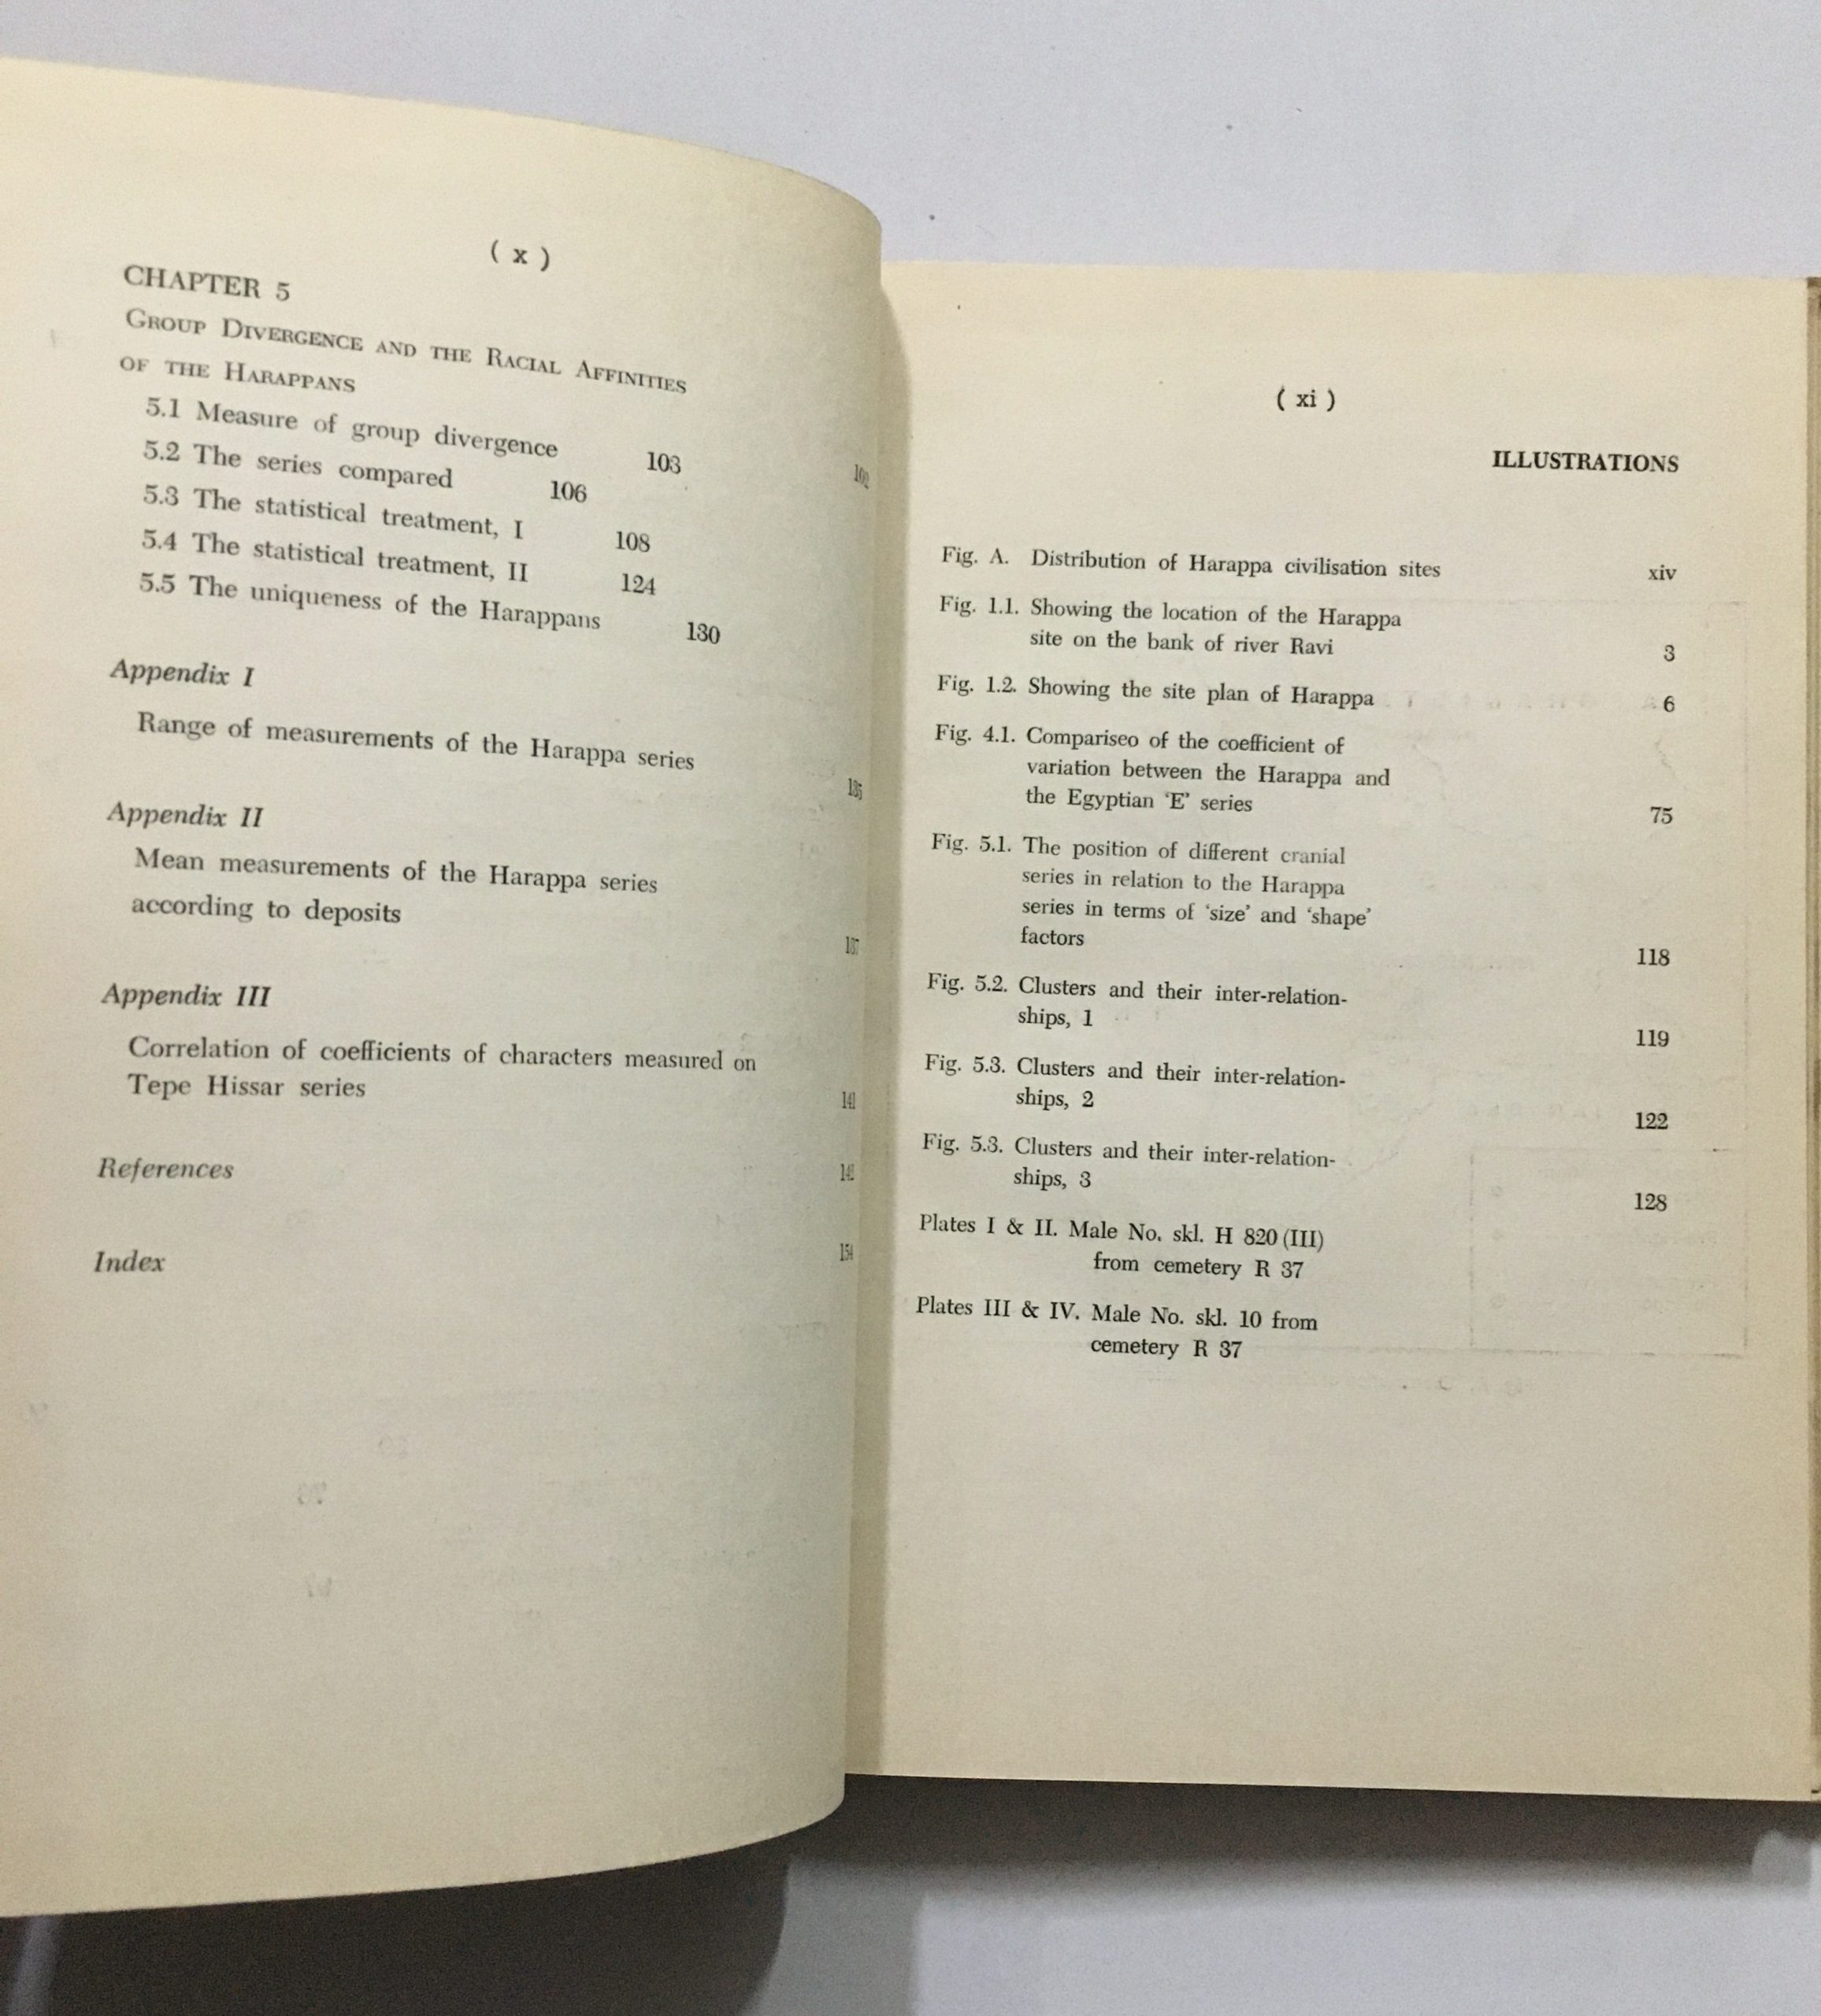 ( x )
CHAPTER 5
GROUP DIVERGENCE AND THE RACIAL AFFINITIES
OF THE HARAPPANS 102
5.1 Measure of group divergence 103
5.2 The series compared 106
5.3 The statistical treatment, I 108
5.4 The statistical treatment, II 124
5.5 The uniqueness of the Harappans 130
Appendix I
Range of measurements of the Harappa series 135
Appendix II
Mean measurements of the Harappa series
according to deposits 137
Appendix III
Correlation of coefficients of characters measured on
Tepe Hissar series 141
References
Index 154
( xi )
ILLUSTRATIONS
Fig. A. Distribution of Harappa civilisation sites xiv
Fig. 1.1. Showing the location of the Harappa
site on the bank of river Ravi 3
Fig. 1.2. Showing the site plan of Harappa 6
Fig. 4.1. Compariseo of the coefficient of
variation between the Harappa and
the Egyptian 'E' series 75
Fig. 5.1. The position of different cranial
series in relation to the Harappa
series in terms of 'size' and 'shape'
factors 118
Fig. 5.2. Clusters and their inter-relation-
ships, 1 119
Fig. 5.3. Clusters and their inter-relation-
ships, 2 122
Fig. 5.3. Clusters and their inter-relation-
ships, 3 128
Plates I & II. Male No. skl. H 820 (III)
from cemetery R 37
Plates III & IV. Male No. skl. 10 from
cemetery R 37